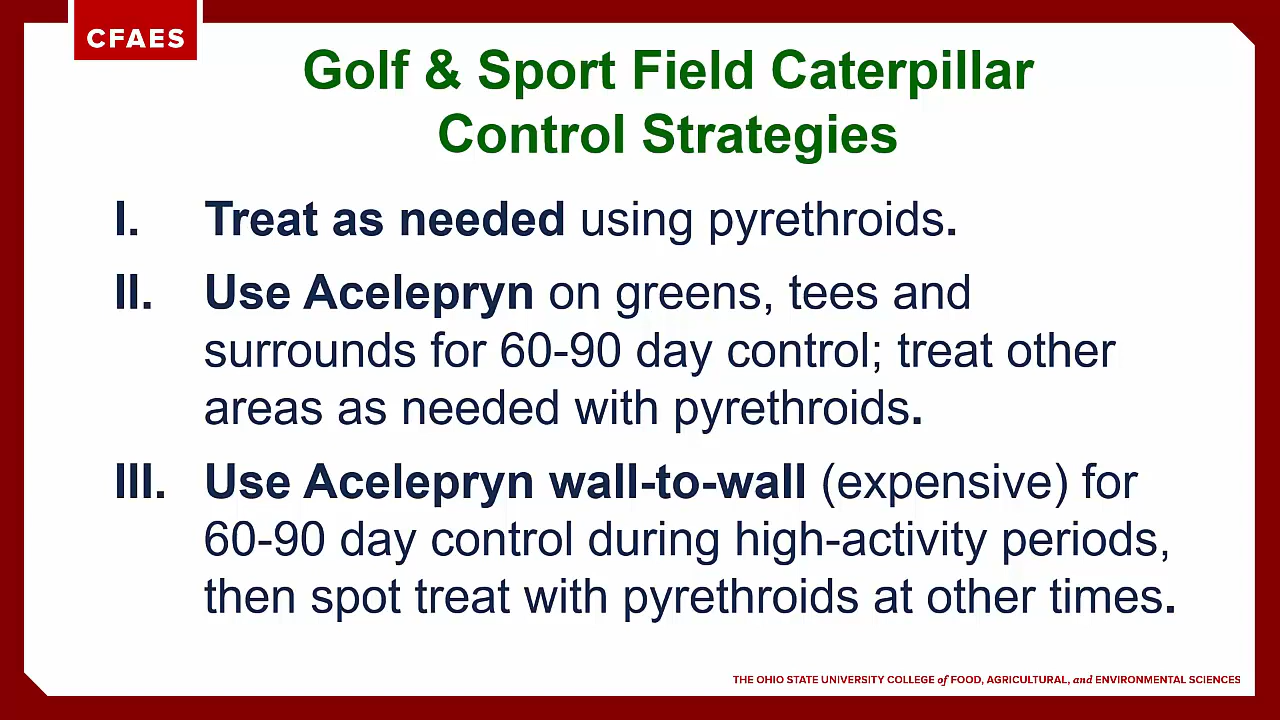 CFAES
Golf & Sport Field Caterpillar
Control Strategies
I. Treat as needed using pyrethroids.
II. Use Acelepryn on greens, tees and
surrounds for 60-90 day control; treat other
areas as needed with pyrethroids.
III. Use Acelepryn wall-to-wall (expensive) for
60-90 day control during high-activity periods,
then spot treat with pyrethroids at other times.
THE OHIO STATE UNIVERSITY COLLEGE of FOOD, AGRICULTURAL, and ENVIRONMENTAL SCIENCES